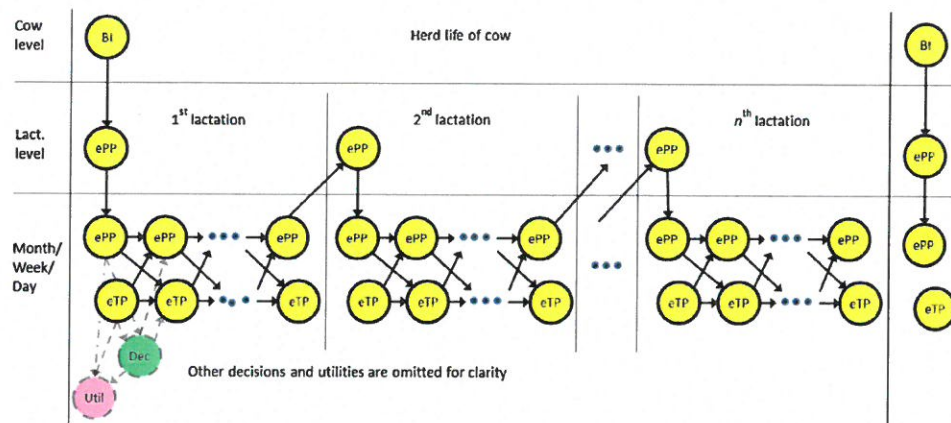 Cow level
BI
Herd life of cow
BI
Lact. level
1st lactation
2nd lactation
nth lactation
ePP
ePP
ePP
ePP
Month/
Week/
Day
ePP ePP ePP ePP ePP ePP ePP ePP ePP ePP
eTP eTP eTP eTP eTP eTP eTP eTP eTP eTP
Dec
Other decisions and utilities are omitted for clarity
Util